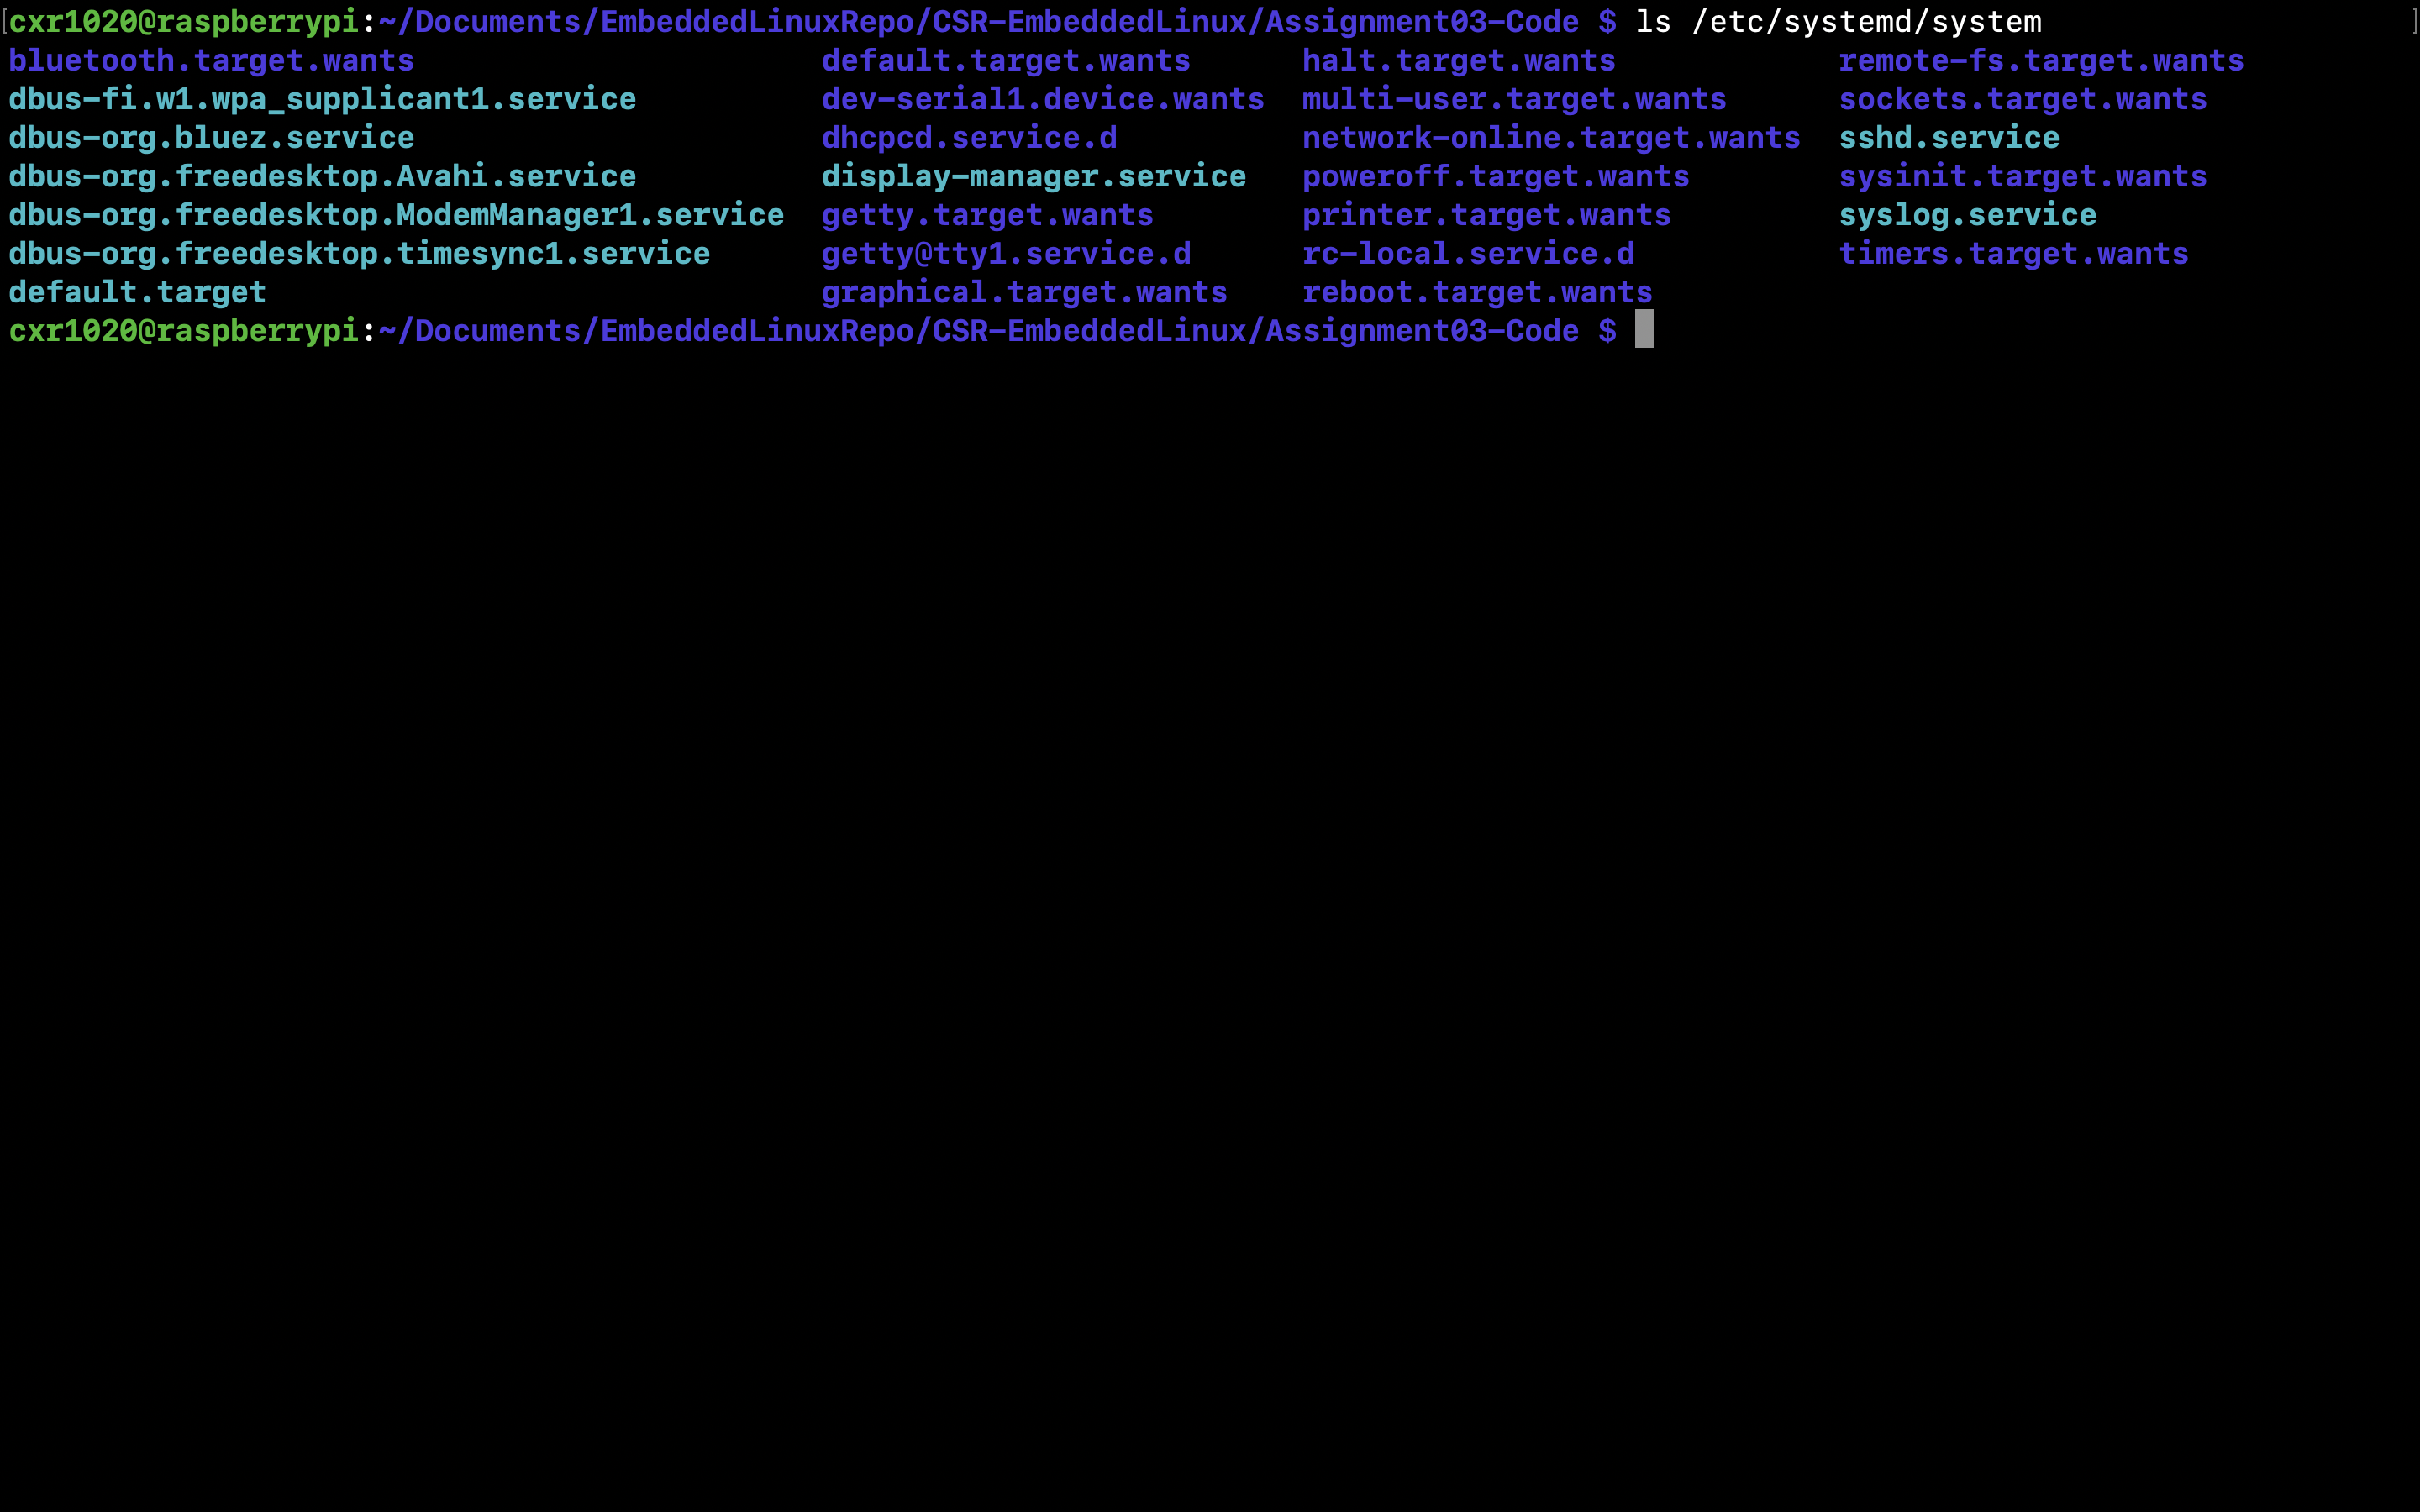 [cxr1020@raspberrypi:~/Documents/EmbeddedLinuxRepo/CSR-EmbeddedLinux/Assignment03-Code $ ls /etc/systemd/system ]
bluetooth.target.wants default.target.wants halt.target.wants remote-fs.target.wants
dbus-fi.w1.wpa_supplicant1.service dev-serial1.device.wants multi-user.target.wants sockets.target.wants
dbus-org.bluez.service dhcpcd.service.d network-online.target.wants sshd.service
dbus-org.freedesktop.Avahi.service display-manager.service poweroff.target.wants sysinit.target.wants
dbus-org.freedesktop.ModemManager1.service getty.target.wants printer.target.wants syslog.service
dbus-org.freedesktop.timesync1.service getty@tty1.service.d rc-local.service.d timers.target.wants
default.target graphical.target.wants reboot.target.wants
cxr1020@raspberrypi:~/Documents/EmbeddedLinuxRepo/CSR-EmbeddedLinux/Assignment03-Code $